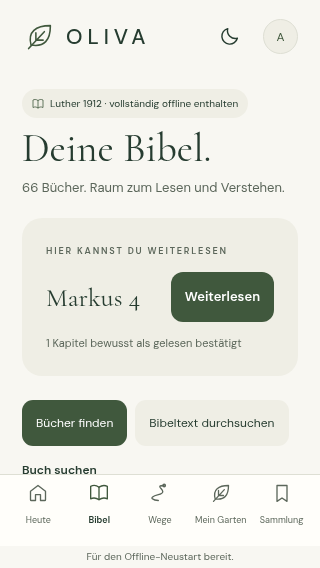 OLIVA
A
Luther 1912 · vollständig offline enthalten
Deine Bibel.
66 Bücher. Raum zum Lesen und Verstehen.
HIER KANNST DU WEITERLESEN
Markus 4
Weiterlesen
1 Kapitel bewusst als gelesen bestätigt
Bücher finden
Bibeltext durchsuchen
Buch suchen
Heute
Bibel
Wege
Mein Garten
Sammlung
Für den Offline-Neustart bereit.